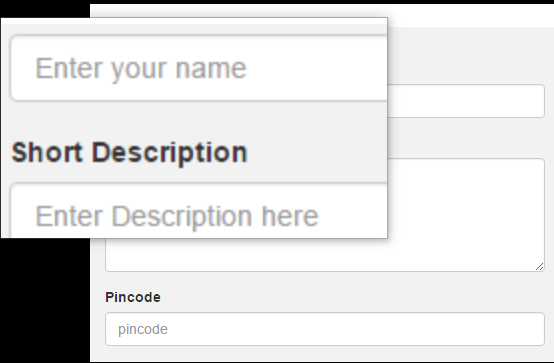 Enter your name
Short Description
Enter Description here
Pincode
pincode